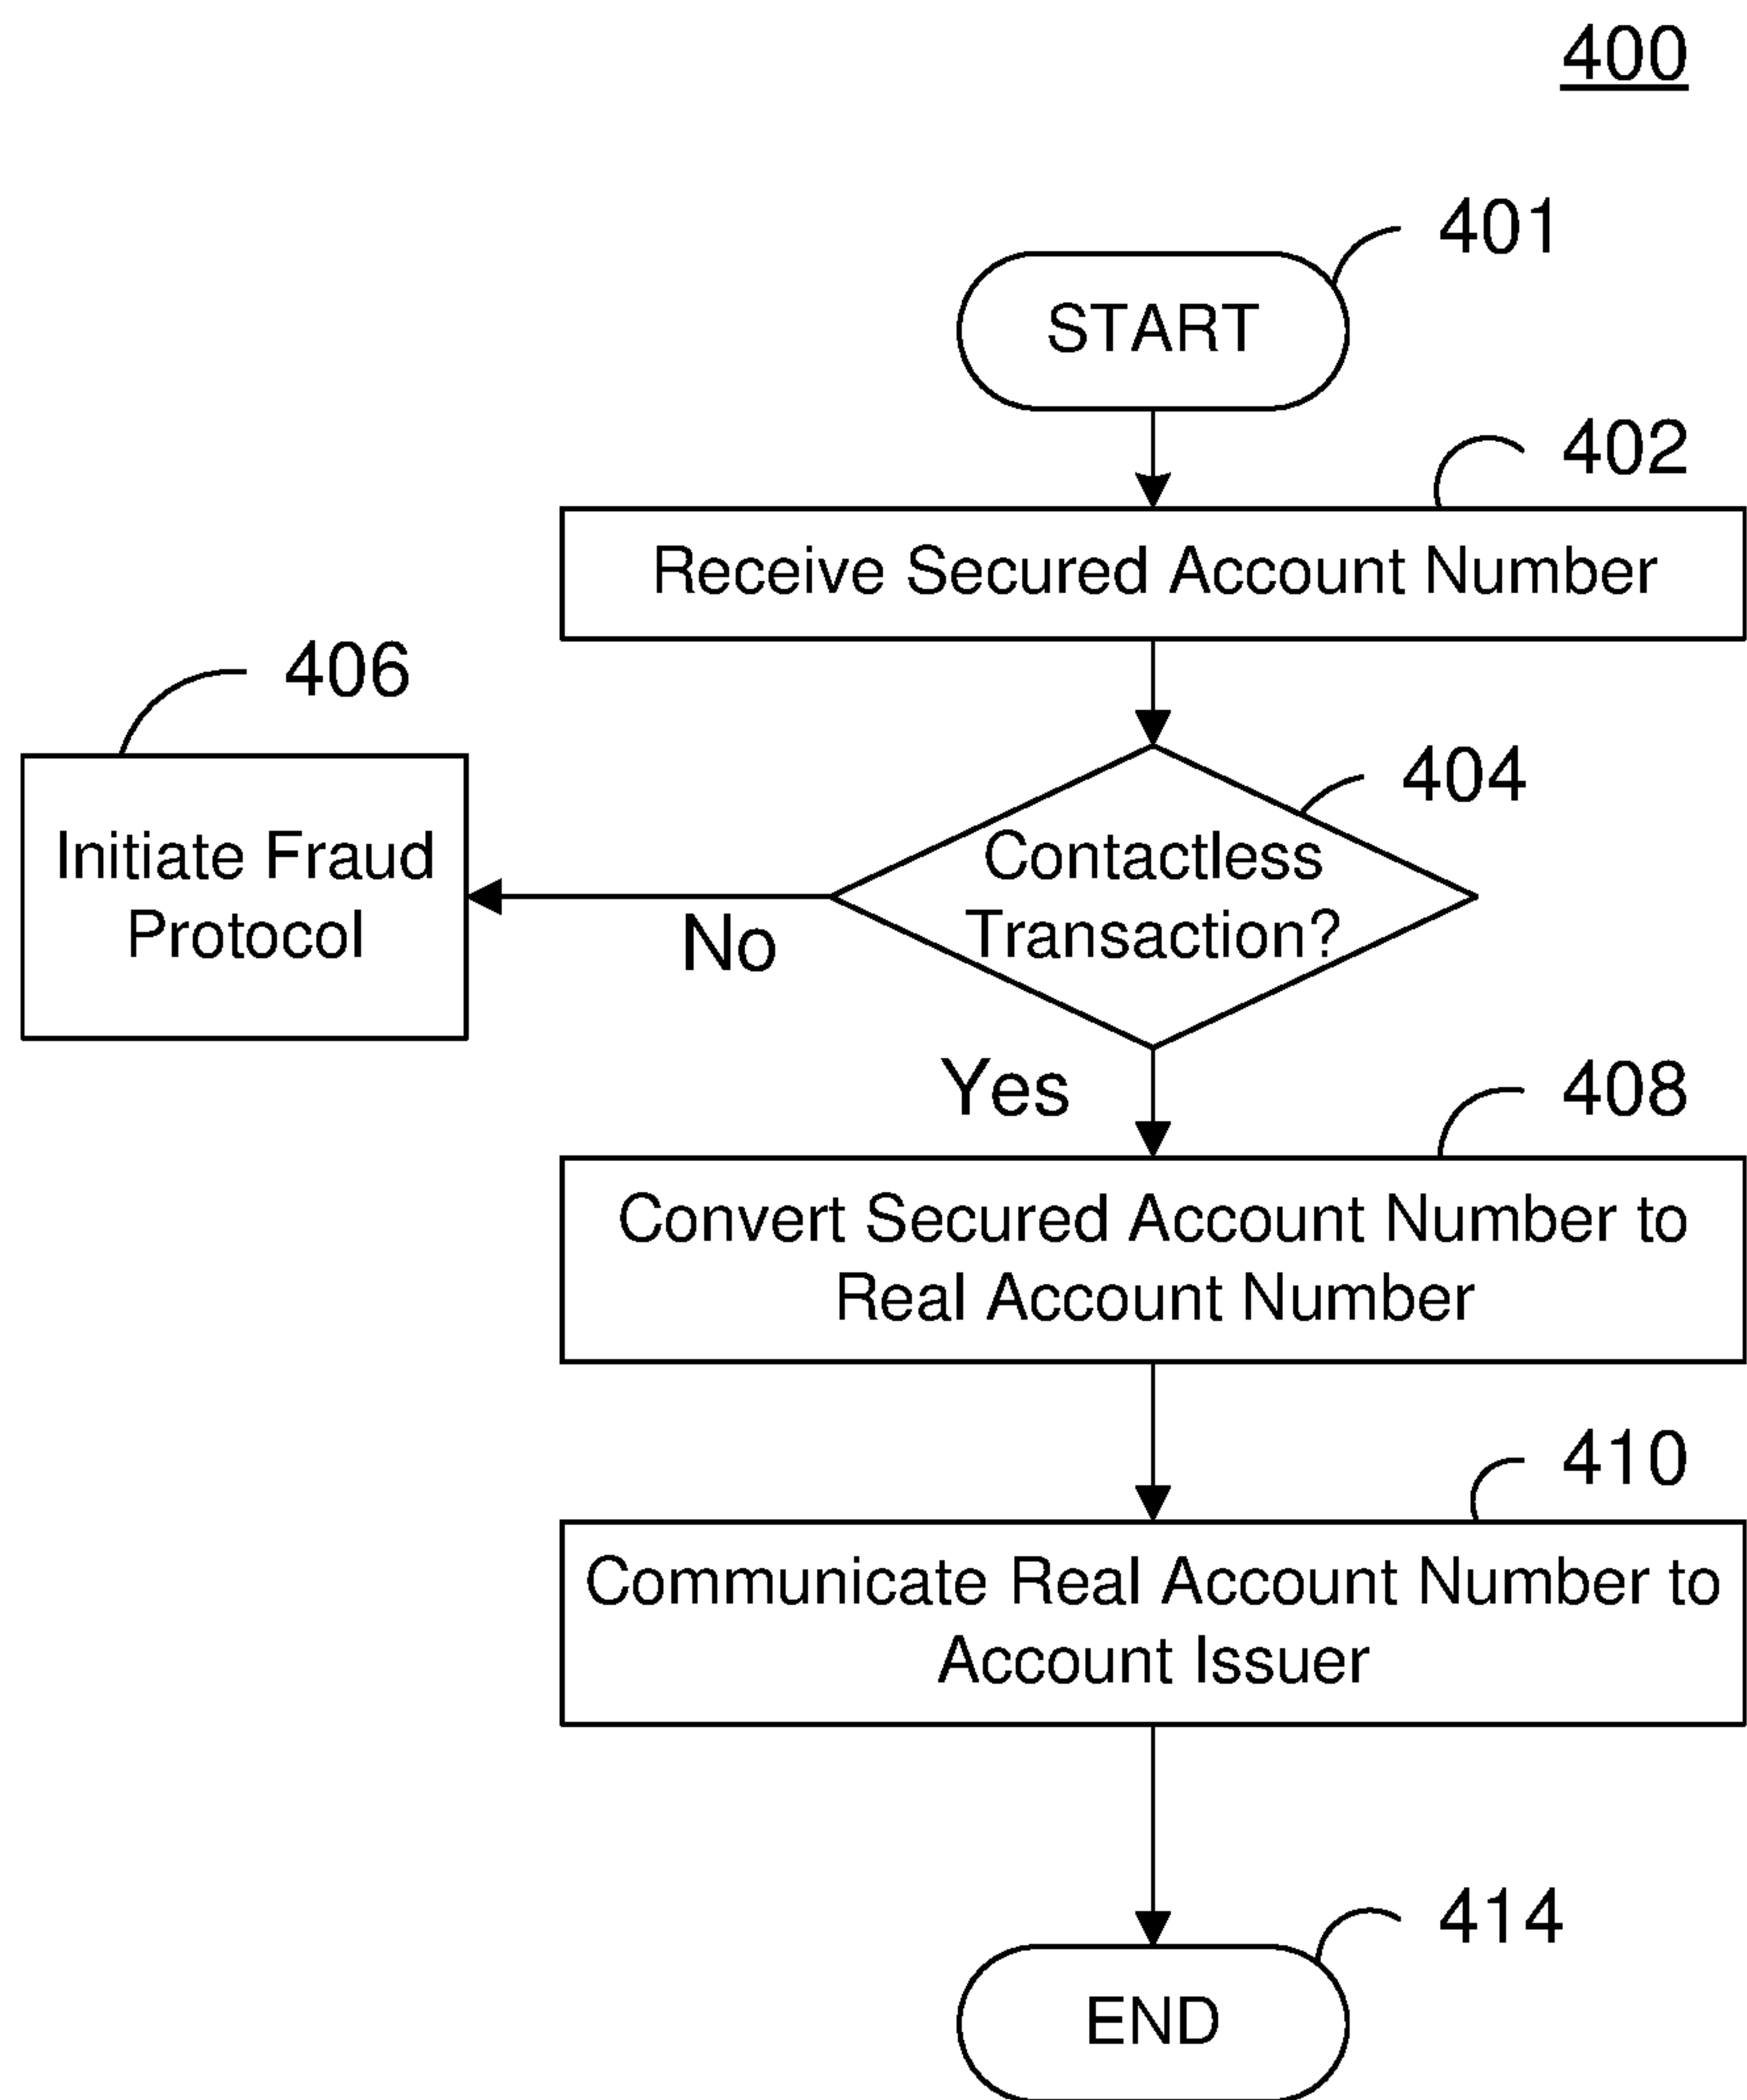 400
401
START
402
Receive Secured Account Number
406
404
Initiate Fraud
Protocol
Contactless
Transaction?
No
Yes
408
Convert Secured Account Number to
Real Account Number
410
Communicate Real Account Number to
Account Issuer
414
END